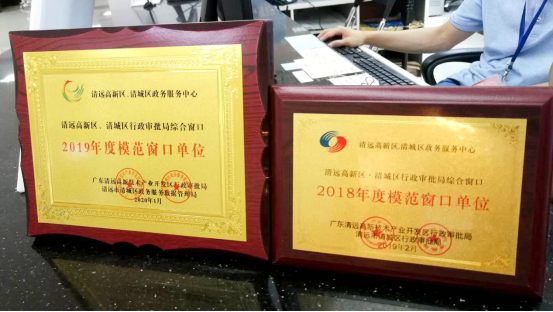 清远高新区、清城区政务服务中心
清远高新区、清城区行政审批局综合窗口
2019年度模范窗口单位
广东清远高新技术产业开发区行政审批局
清远市清城区政务服务数据管理局
2020年1月
清远高新区、清城区政务服务中心
清远高新区·清城区行政审批局综合窗口
2018年度模范窗口单位
广东清远高新技术产业开发区行政审批局
清远市清城区行政审批局
2019年2月